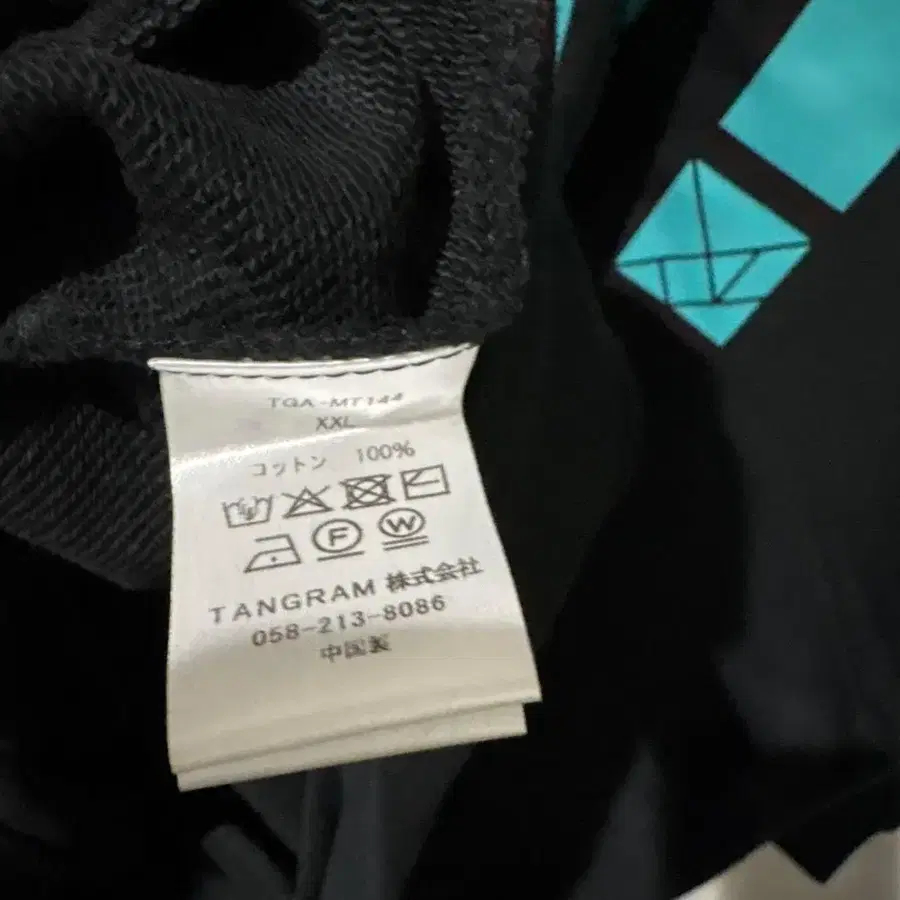 TGA-MT144
XXL
コットン 100%
F W
TANGRAM 株式会社
058-213-8086
中国製